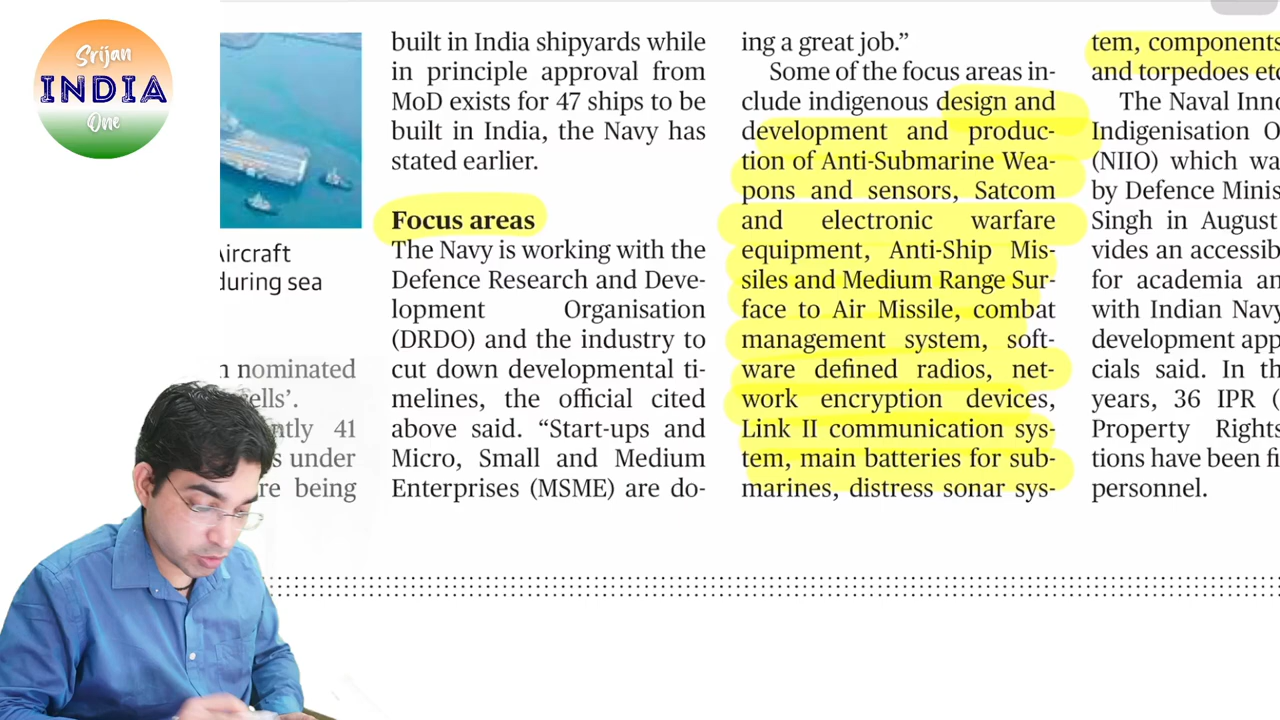 Srijan
INDIA
One
Aircraft
during sea
nominated
41
under
being
built in India shipyards while
in principle approval from
MoD exists for 47 ships to be
built in India, the Navy has
stated earlier.
Focus areas
The Navy is working with the
Defence Research and Deve-
lopment Organisation
(DRDO) and the industry to
cut down developmental ti-
melines, the official cited
above said. “Start-ups and
Micro, Small and Medium
Enterprises (MSME) are do-
ing a great job.”
Some of the focus areas in-
clude indigenous design and
development and produc-
tion of Anti-Submarine Wea-
pons and sensors, Satcom
and electronic warfare
equipment, Anti-Ship Mis-
siles and Medium Range Sur-
face to Air Missile, combat
management system, soft-
ware defined radios, net-
work encryption devices,
Link II communication sys-
tem, main batteries for sub-
marines, distress sonar sys-
tem, components
and torpedoes etc
The Naval Inno
Indigenisation O
(NIIO) which wa
by Defence Minis
Singh in August
vides an accessib
for academia an
with Indian Navy
development app
cials said. In th
years, 36 IPR (
Property Rights
tions have been fi
personnel.